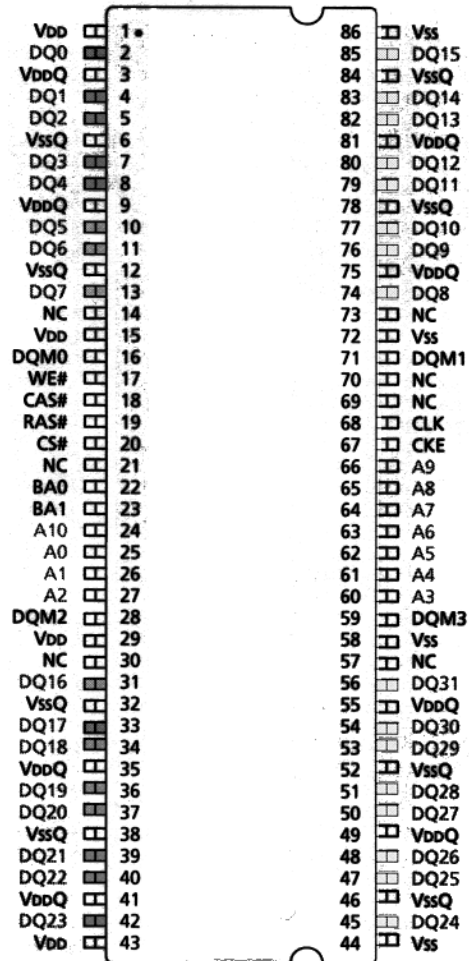 VDD 1 86 Vss
DQ0 2 85 DQ15
VDDQ 3 84 VssQ
DQ1 4 83 DQ14
DQ2 5 82 DQ13
VssQ 6 81 VDDQ
DQ3 7 80 DQ12
DQ4 8 79 DQ11
VDDQ 9 78 VssQ
DQ5 10 77 DQ10
DQ6 11 76 DQ9
VssQ 12 75 VDDQ
DQ7 13 74 DQ8
NC 14 73 NC
VDD 15 72 Vss
DQM0 16 71 DQM1
WE# 17 70 NC
CAS# 18 69 NC
RAS# 19 68 CLK
CS# 20 67 CKE
NC 21 66 A9
BA0 22 65 A8
BA1 23 64 A7
A10 24 63 A6
A0 25 62 A5
A1 26 61 A4
A2 27 60 A3
DQM2 28 59 DQM3
VDD 29 58 Vss
NC 30 57 NC
DQ16 31 56 DQ31
VssQ 32 55 VDDQ
DQ17 33 54 DQ30
DQ18 34 53 DQ29
VDDQ 35 52 VssQ
DQ19 36 51 DQ28
DQ20 37 50 DQ27
VssQ 38 49 VDDQ
DQ21 39 48 DQ26
DQ22 40 47 DQ25
VDDQ 41 46 VssQ
DQ23 42 45 DQ24
VDD 43 44 Vss